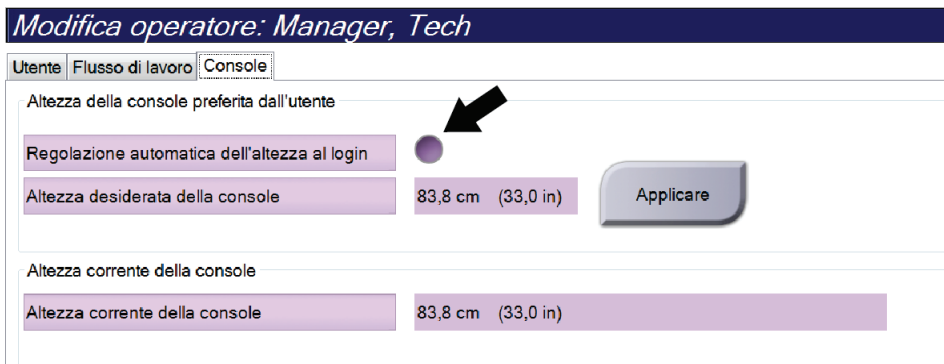 Modifica operatore: Manager, Tech
Utente Flusso di lavoro Console
Altezza della console preferita dall'utente
Regolazione automatica dell'altezza al login
Altezza desiderata della console 83,8 cm (33,0 in) Applicare
Altezza corrente della console
Altezza corrente della console 83,8 cm (33,0 in)